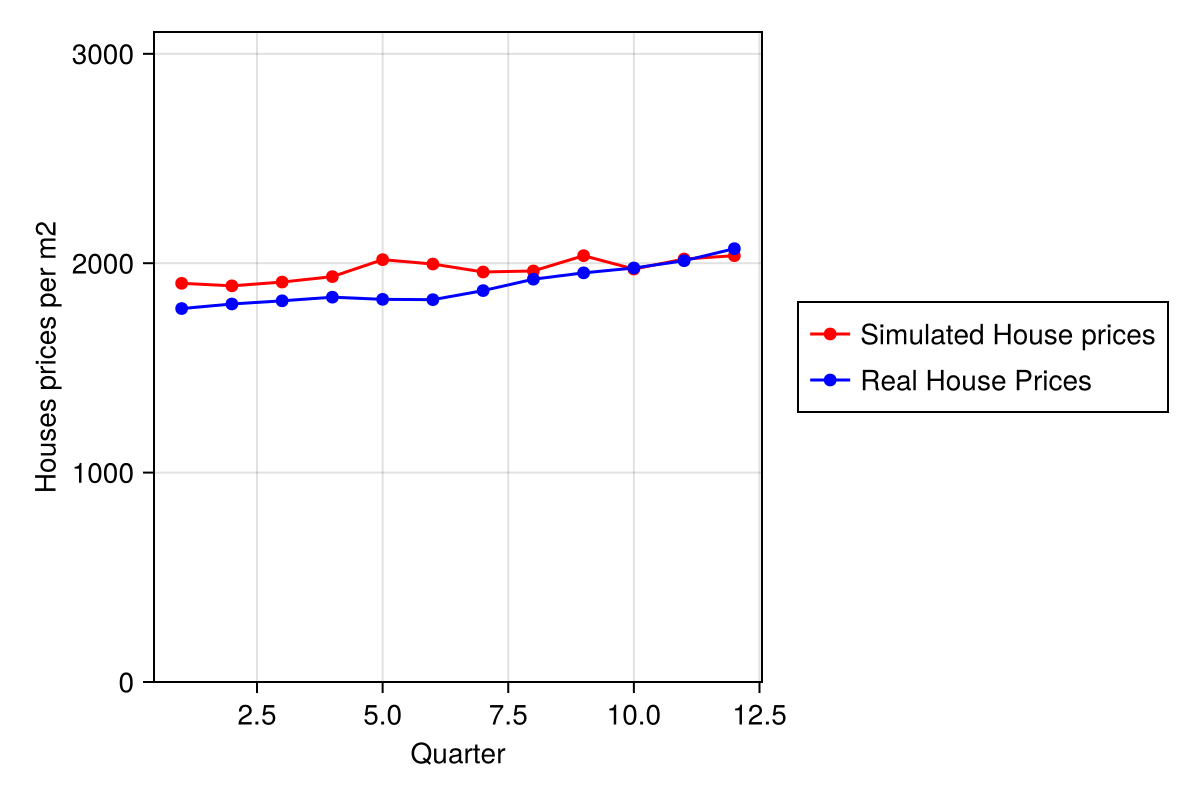 3000
2000
1000
0
Houses prices per m2
2.5 5.0 7.5 10.0 12.5
Quarter
Simulated House prices
Real House Prices